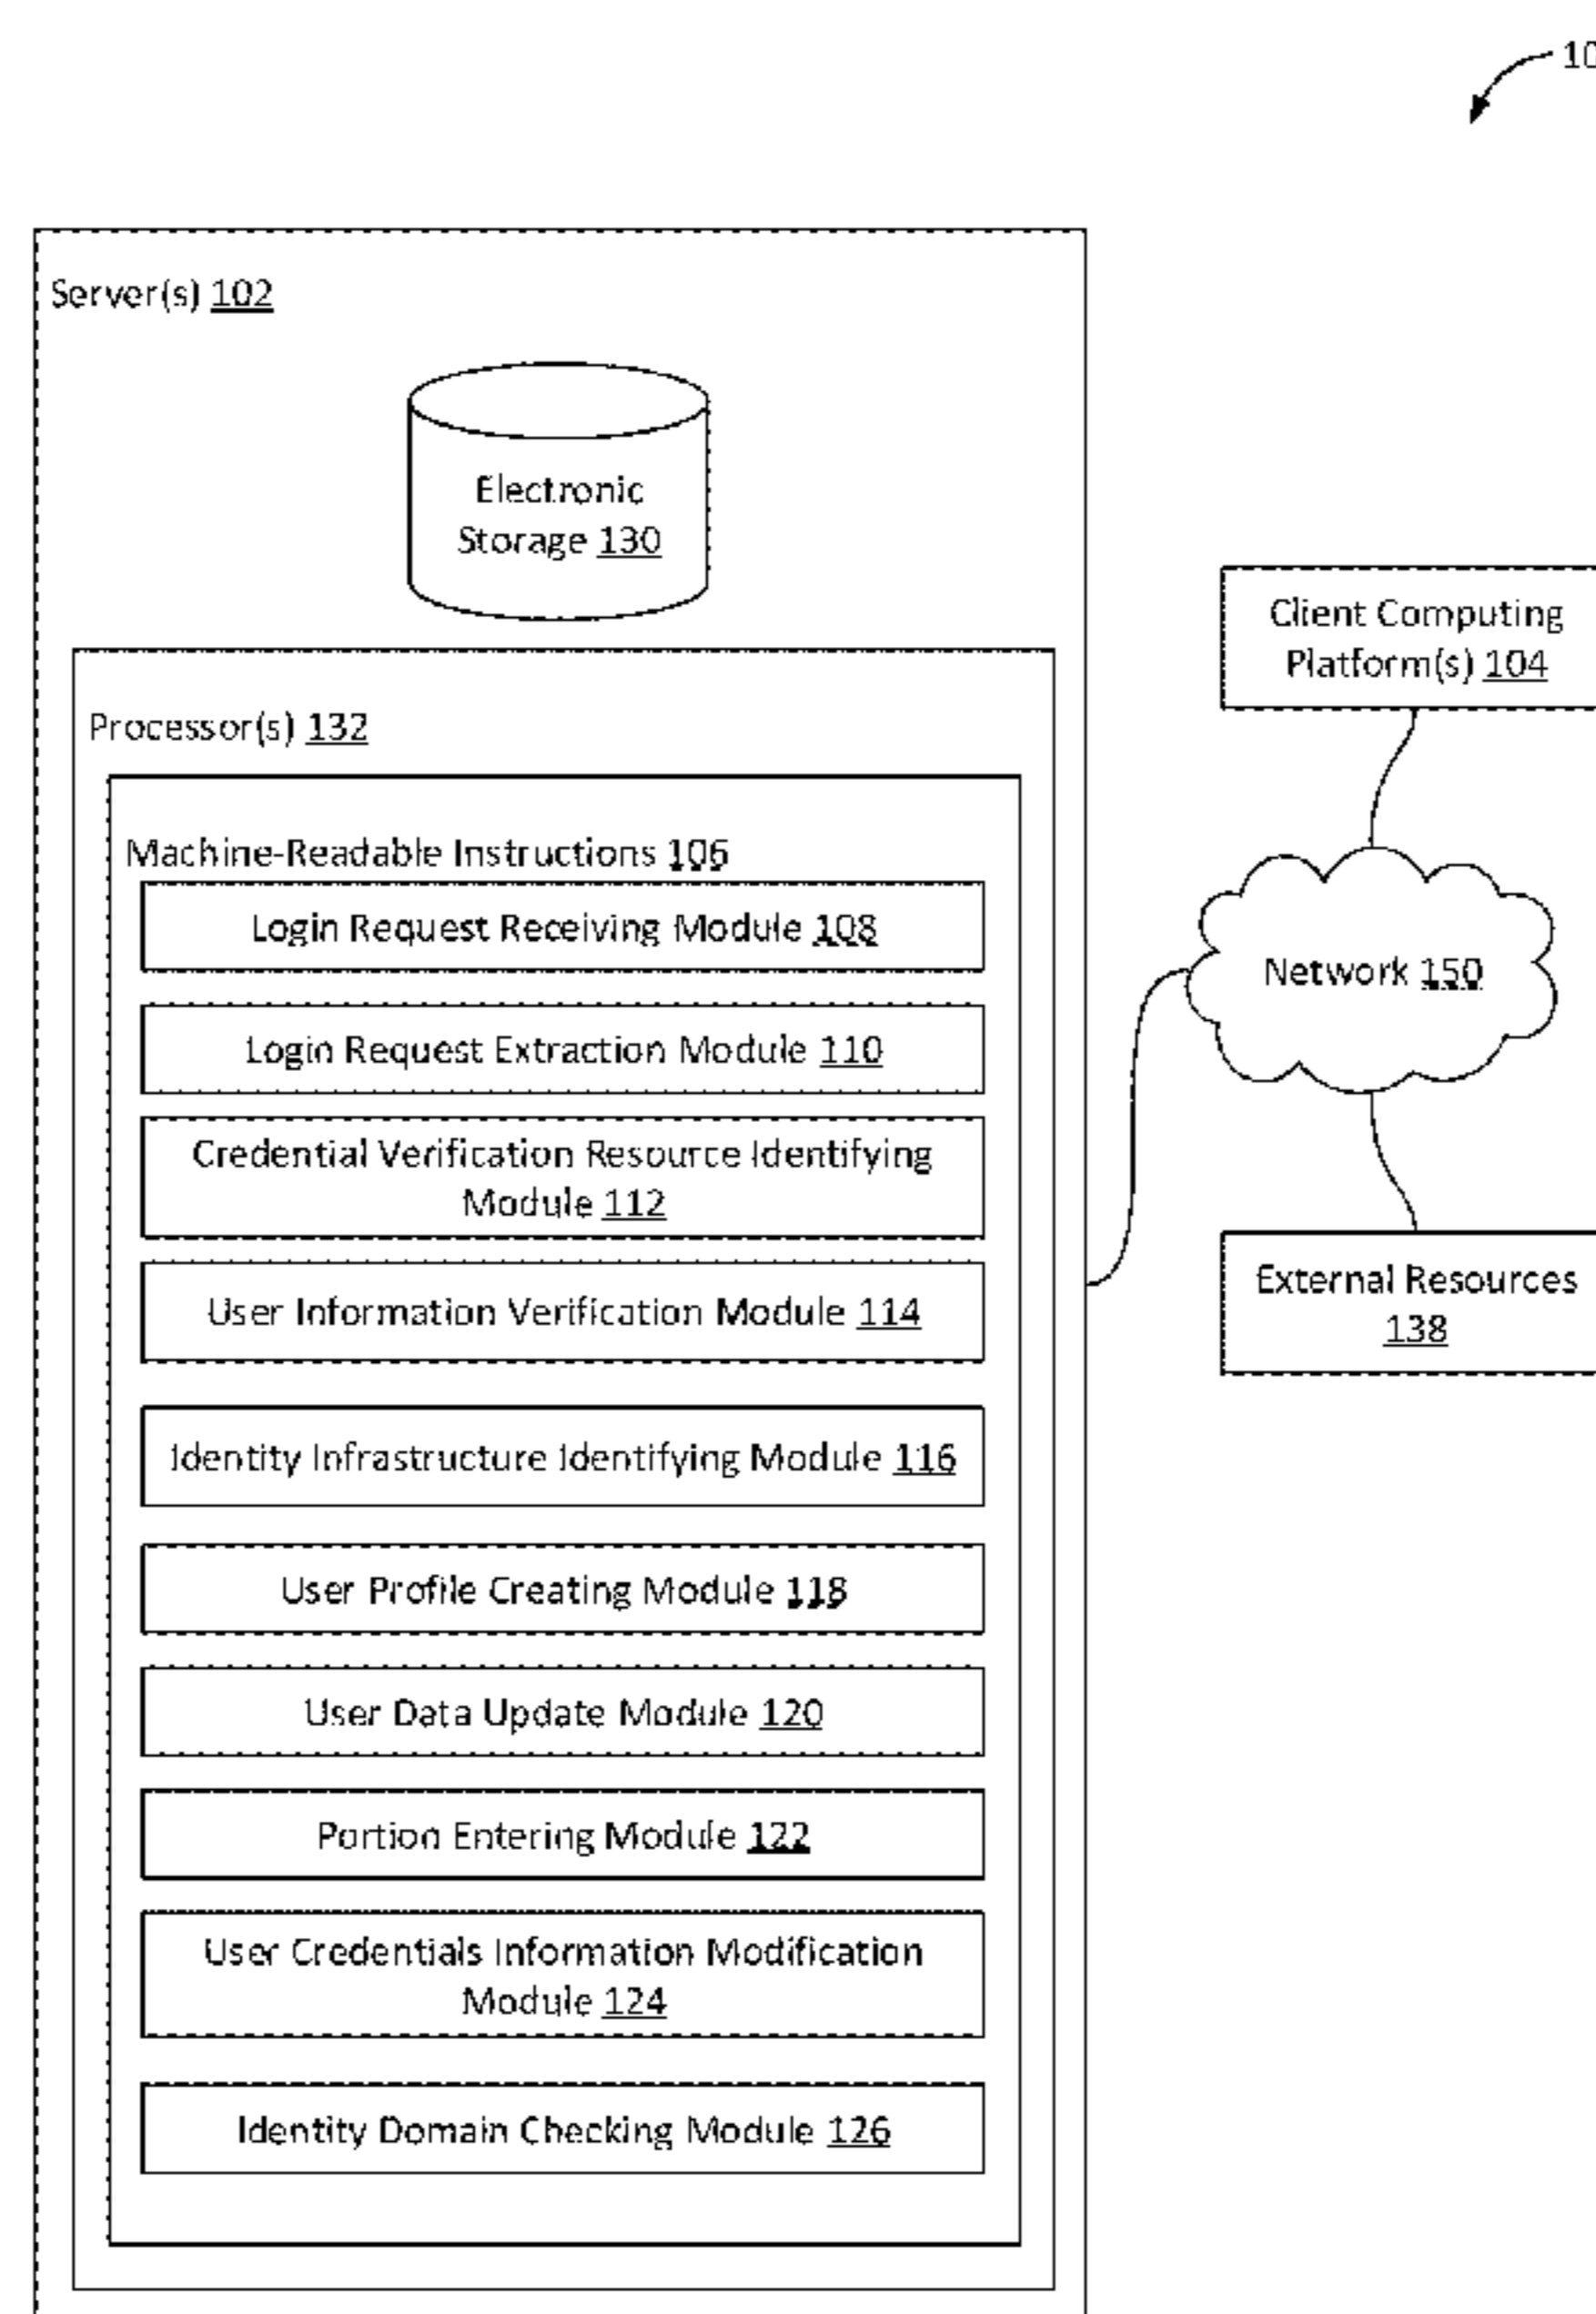 10
Server(s) 102
Electronic
Storage 130
Processor(s) 132
Machine-Readable Instructions 106
Login Request Receiving Module 108
Login Request Extraction Module 110
Credential Verification Resource Identifying
Module 112
User Information Verification Module 114
Identity Infrastructure Identifying Module 116
User Profile Creating Module 118
User Data Update Module 120
Portion Entering Module 122
User Credentials Information Modification
Module 124
Identity Domain Checking Module 126
Client Computing
Platform(s) 104
Network 150
External Resources
138